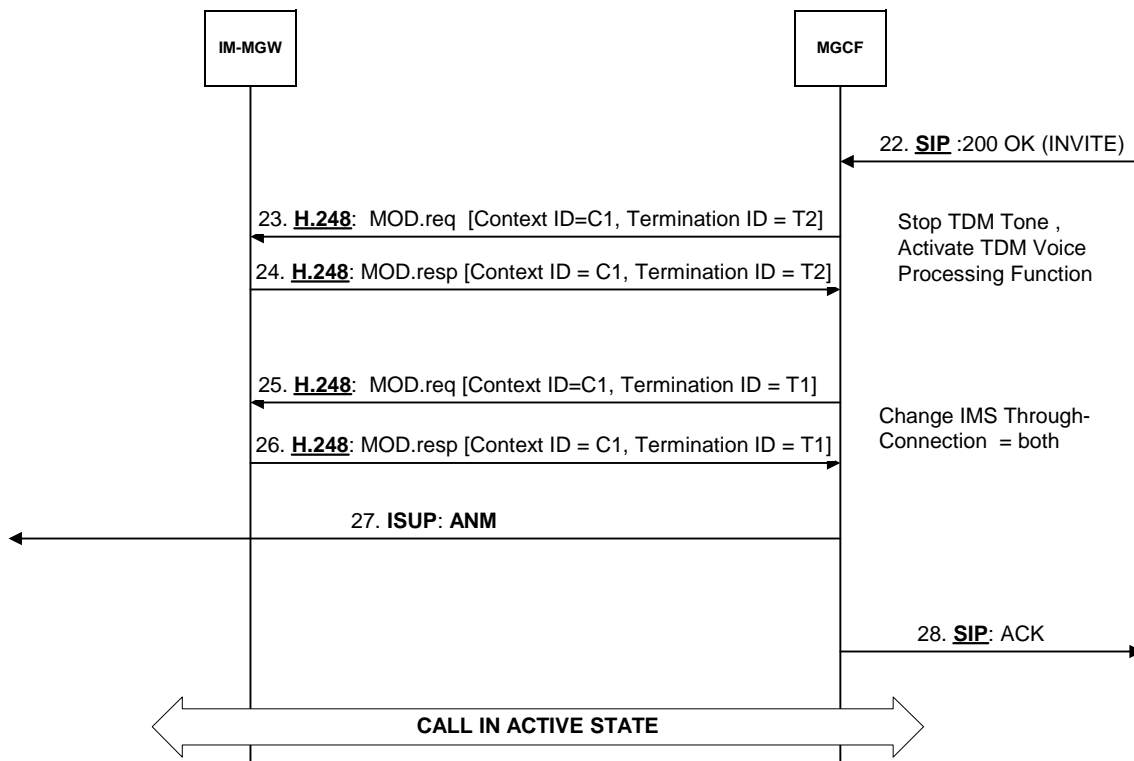 IM-MGW
MGCF
22. SIP :200 OK (INVITE)
23. H.248: MOD.req [Context ID=C1, Termination ID = T2]
Stop TDM Tone ,
Activate TDM Voice
Processing Function
24. H.248: MOD.resp [Context ID = C1, Termination ID = T2]
25. H.248: MOD.req [Context ID=C1, Termination ID = T1]
Change IMS Through-
Connection = both
26. H.248: MOD.resp [Context ID = C1, Termination ID = T1]
27. ISUP: ANM
28. SIP: ACK
CALL IN ACTIVE STATE